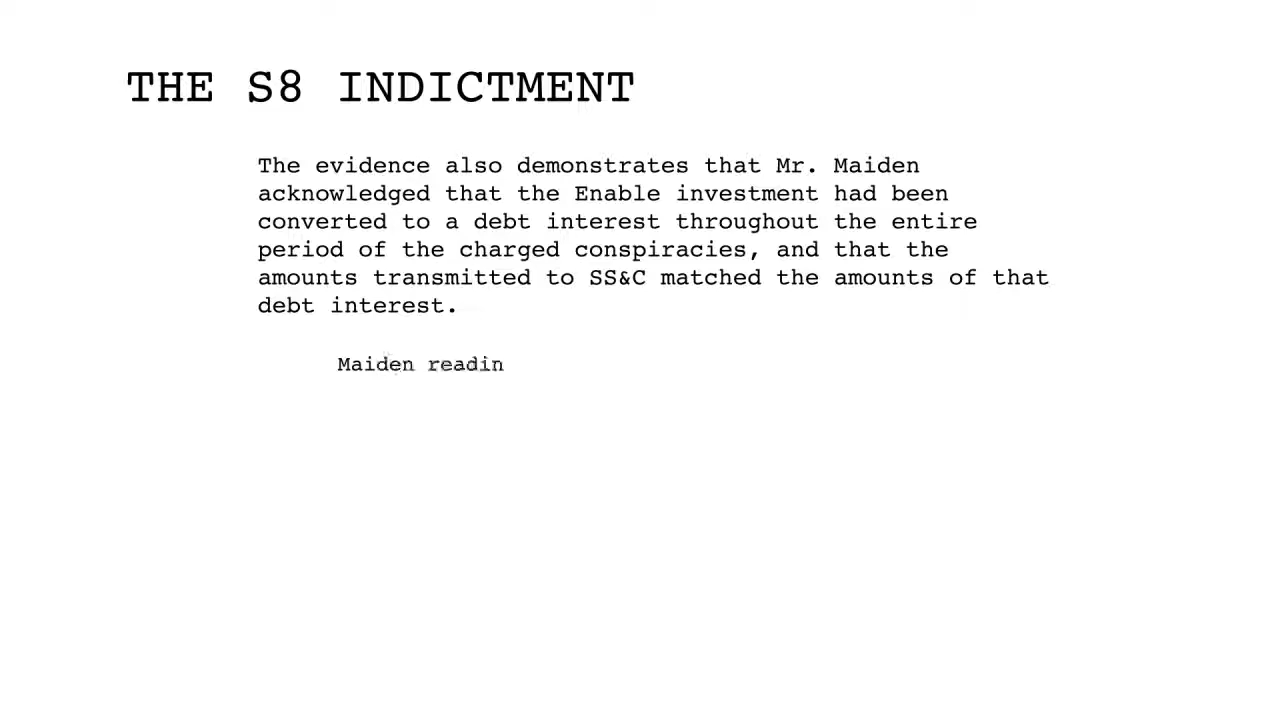 THE S8 INDICTMENT
The evidence also demonstrates that Mr. Maiden
acknowledged that the Enable investment had been
converted to a debt interest throughout the entire
period of the charged conspiracies, and that the
amounts transmitted to SS&C matched the amounts of that
debt interest.
Maiden readin